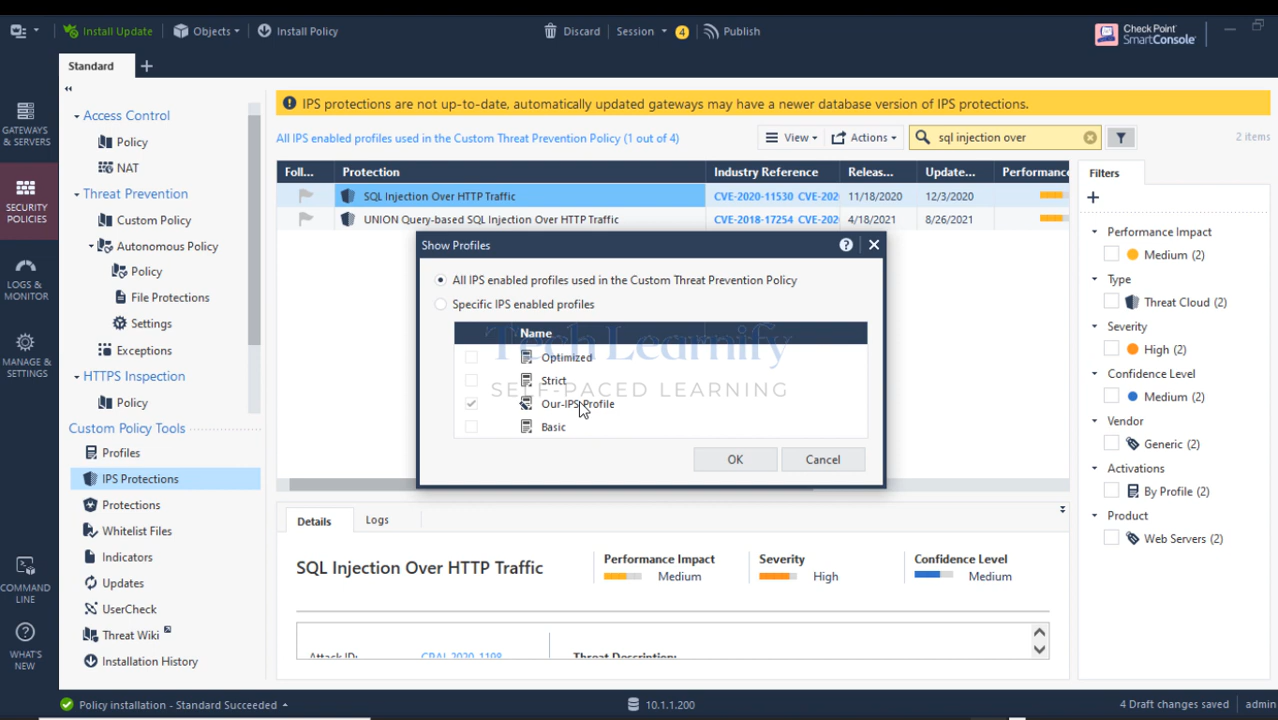 Install Update
Objects
Install Policy
Discard
Session
4
Publish
Check Point
SmartConsole
Standard
GATEWAYS
& SERVERS
SECURITY
POLICIES
LOGS &
MONITOR
MANAGE &
SETTINGS
COMMAND
LINE
WHAT'S
NEW
Access Control
Policy
NAT
Threat Prevention
Custom Policy
Autonomous Policy
Policy
File Protections
Settings
Exceptions
HTTPS Inspection
Policy
Custom Policy Tools
Profiles
IPS Protections
Protections
Whitelist Files
Indicators
Updates
UserCheck
Threat Wiki
Installation History
IPS protections are not up-to-date, automatically updated gateways may have a newer database version of IPS protections.
All IPS enabled profiles used in the Custom Threat Prevention Policy (1 out of 4)
View
Actions
sql injection over
2 items
Foll... Protection Industry Reference Releas... Update... Performance
SQL Injection Over HTTP Traffic CVE-2020-11530 CVE-202 11/18/2020 12/3/2020
UNION Query-based SQL Injection Over HTTP Traffic CVE-2018-17254 CVE-202 4/18/2021 8/26/2021
Show Profiles
All IPS enabled profiles used in the Custom Threat Prevention Policy
Specific IPS enabled profiles
Name
Optimized
Strict
Our-IPS-Profile
Basic
OK
Cancel
Tech Learnify
SELF-PACED LEARNING
Filters
Performance Impact
Medium (2)
Type
Threat Cloud (2)
Severity
High (2)
Confidence Level
Medium (2)
Vendor
Generic (2)
Activations
By Profile (2)
Product
Web Servers (2)
Details
Logs
SQL Injection Over HTTP Traffic
Performance Impact
Medium
Severity
High
Confidence Level
Medium
Attack ID: CPAI-2020-1198
Threat Description:
Policy installation - Standard Succeeded
10.1.1.200
4 Draft changes saved
admin